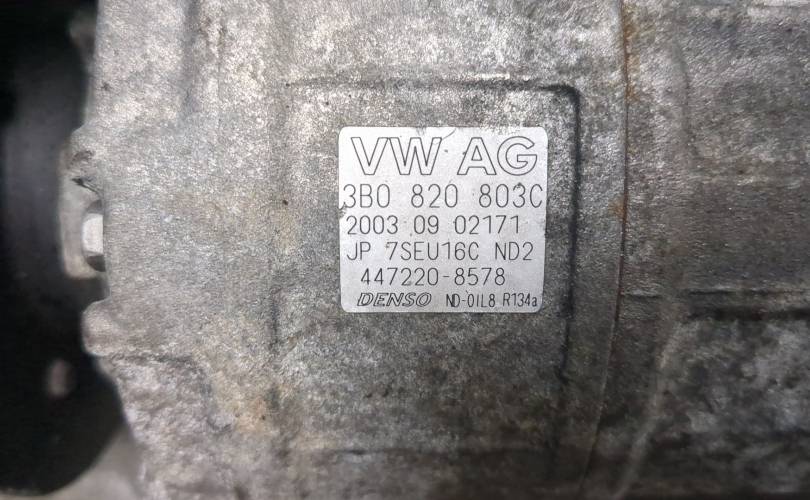 VW AG
3B0 820 803C
2003 09 02171
JP 7SEU16C ND2
447220-8578
DENSO ND-OIL8 R134a